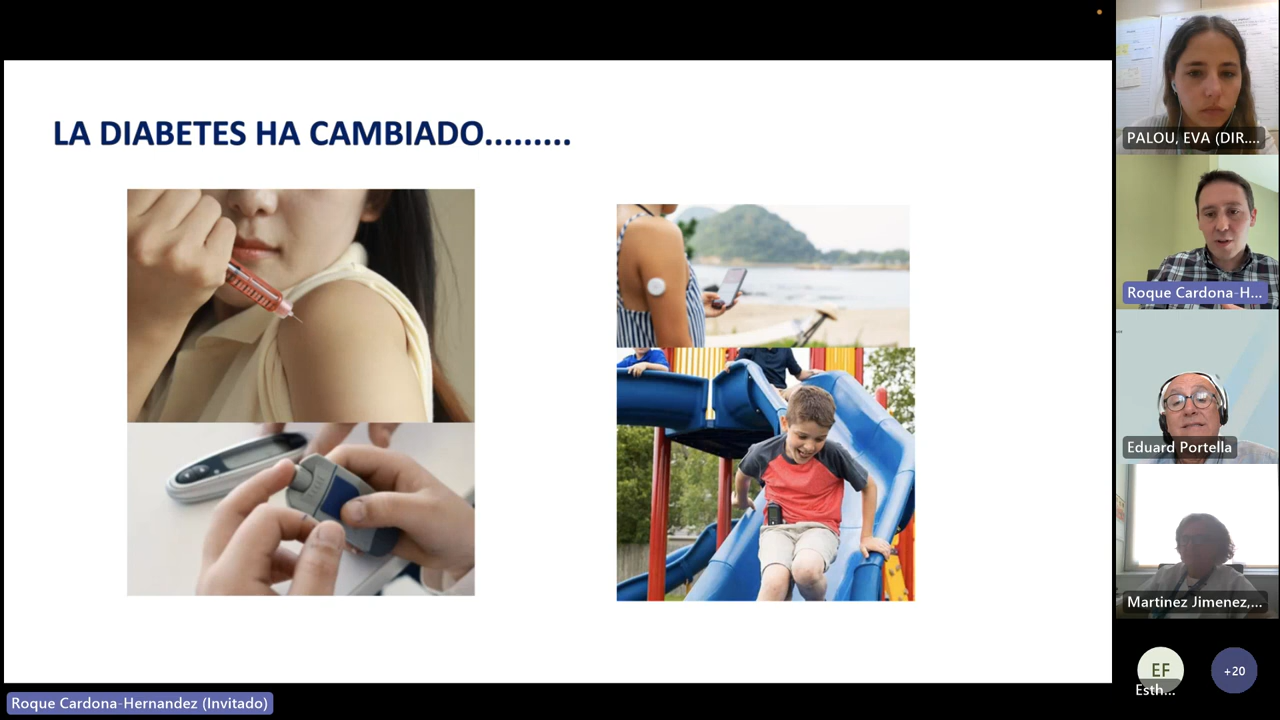 LA DIABETES HA CAMBIADO.........
PALOU, EVA (DIR....
Roque Cardona-H...
Eduard Portella
Martinez Jimenez,...
EF
Esth...
+20
Roque Cardona-Hernandez (Invitado)